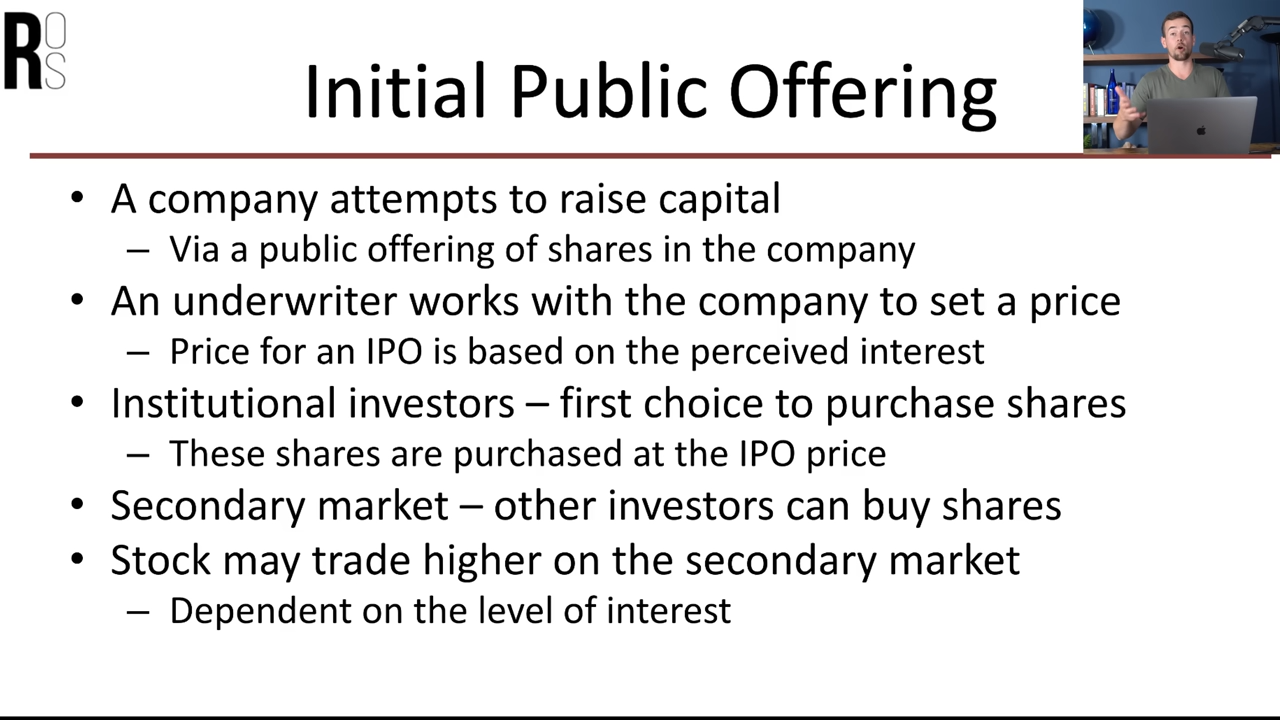 ROS
Initial Public Offering
• A company attempts to raise capital
– Via a public offering of shares in the company
• An underwriter works with the company to set a price
– Price for an IPO is based on the perceived interest
• Institutional investors – first choice to purchase shares
– These shares are purchased at the IPO price
• Secondary market – other investors can buy shares
• Stock may trade higher on the secondary market
– Dependent on the level of interest